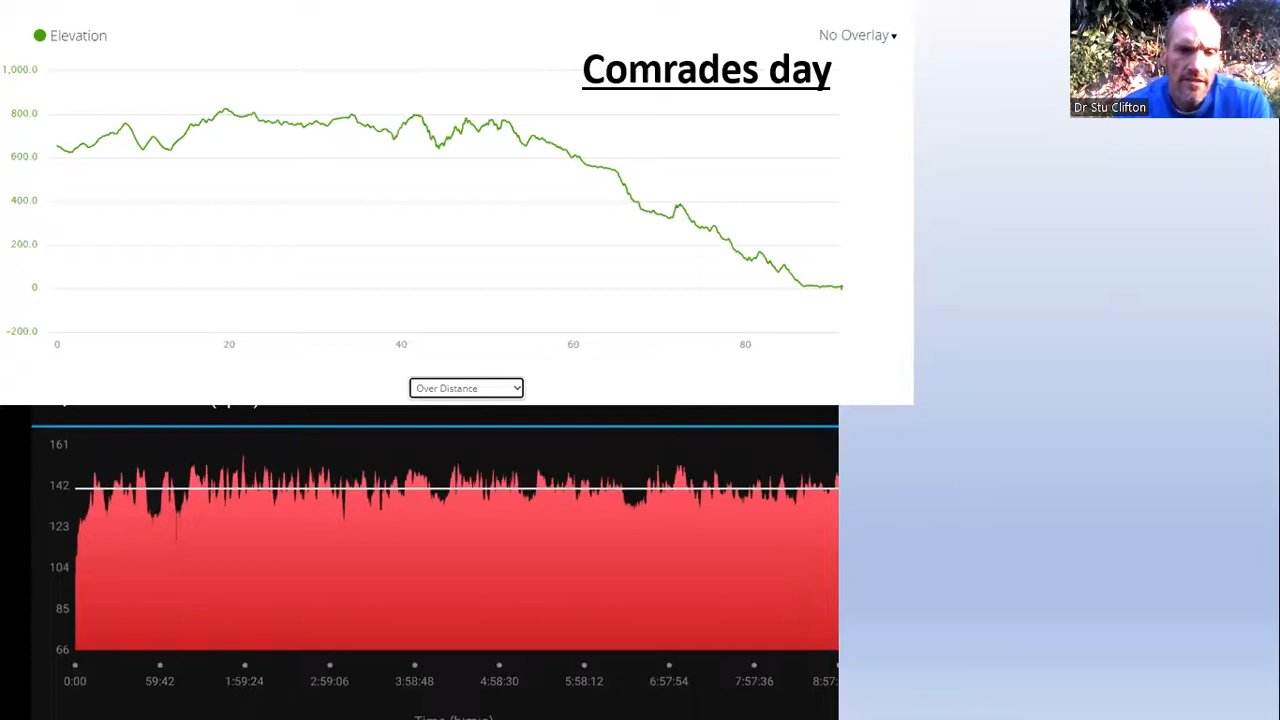 Elevation
No Overlay
Comrades day
Dr Stu Clifton
1,000.0
800.0
600.0
400.0
200.0
0
-200.0
0 20 40 60 80
Over Distance
161
142
123
104
85
66
0:00 59:42 1:59:24 2:59:06 3:58:48 4:58:30 5:58:12 6:57:54 7:57:36 8:57:
Time